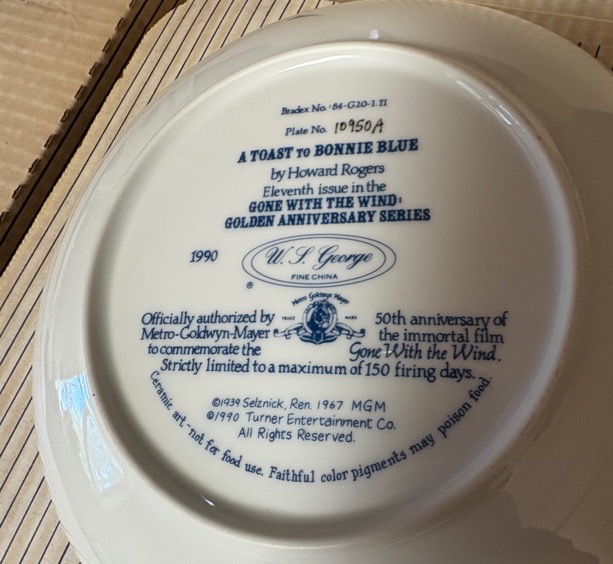 Bradex No. 84-G20-1.11
Plate No. 10950A
A TOAST TO BONNIE BLUE
by Howard Rogers
Eleventh issue in the
GONE WITH THE WIND:
GOLDEN ANNIVERSARY SERIES
1990
W. S. George
FINE CHINA
®
Metro Goldwyn Mayer
TRADE MARK
Officially authorized by 50th anniversary of
Metro-Goldwyn-Mayer the immortal film
to commemorate the Gone With the Wind.
Strictly limited to a maximum of 150 firing days.
©1939 Selznick, Ren. 1967 MGM
©1990 Turner Entertainment Co.
All Rights Reserved.
Ceramic art-not for food use. Faithful color pigments may poison food.